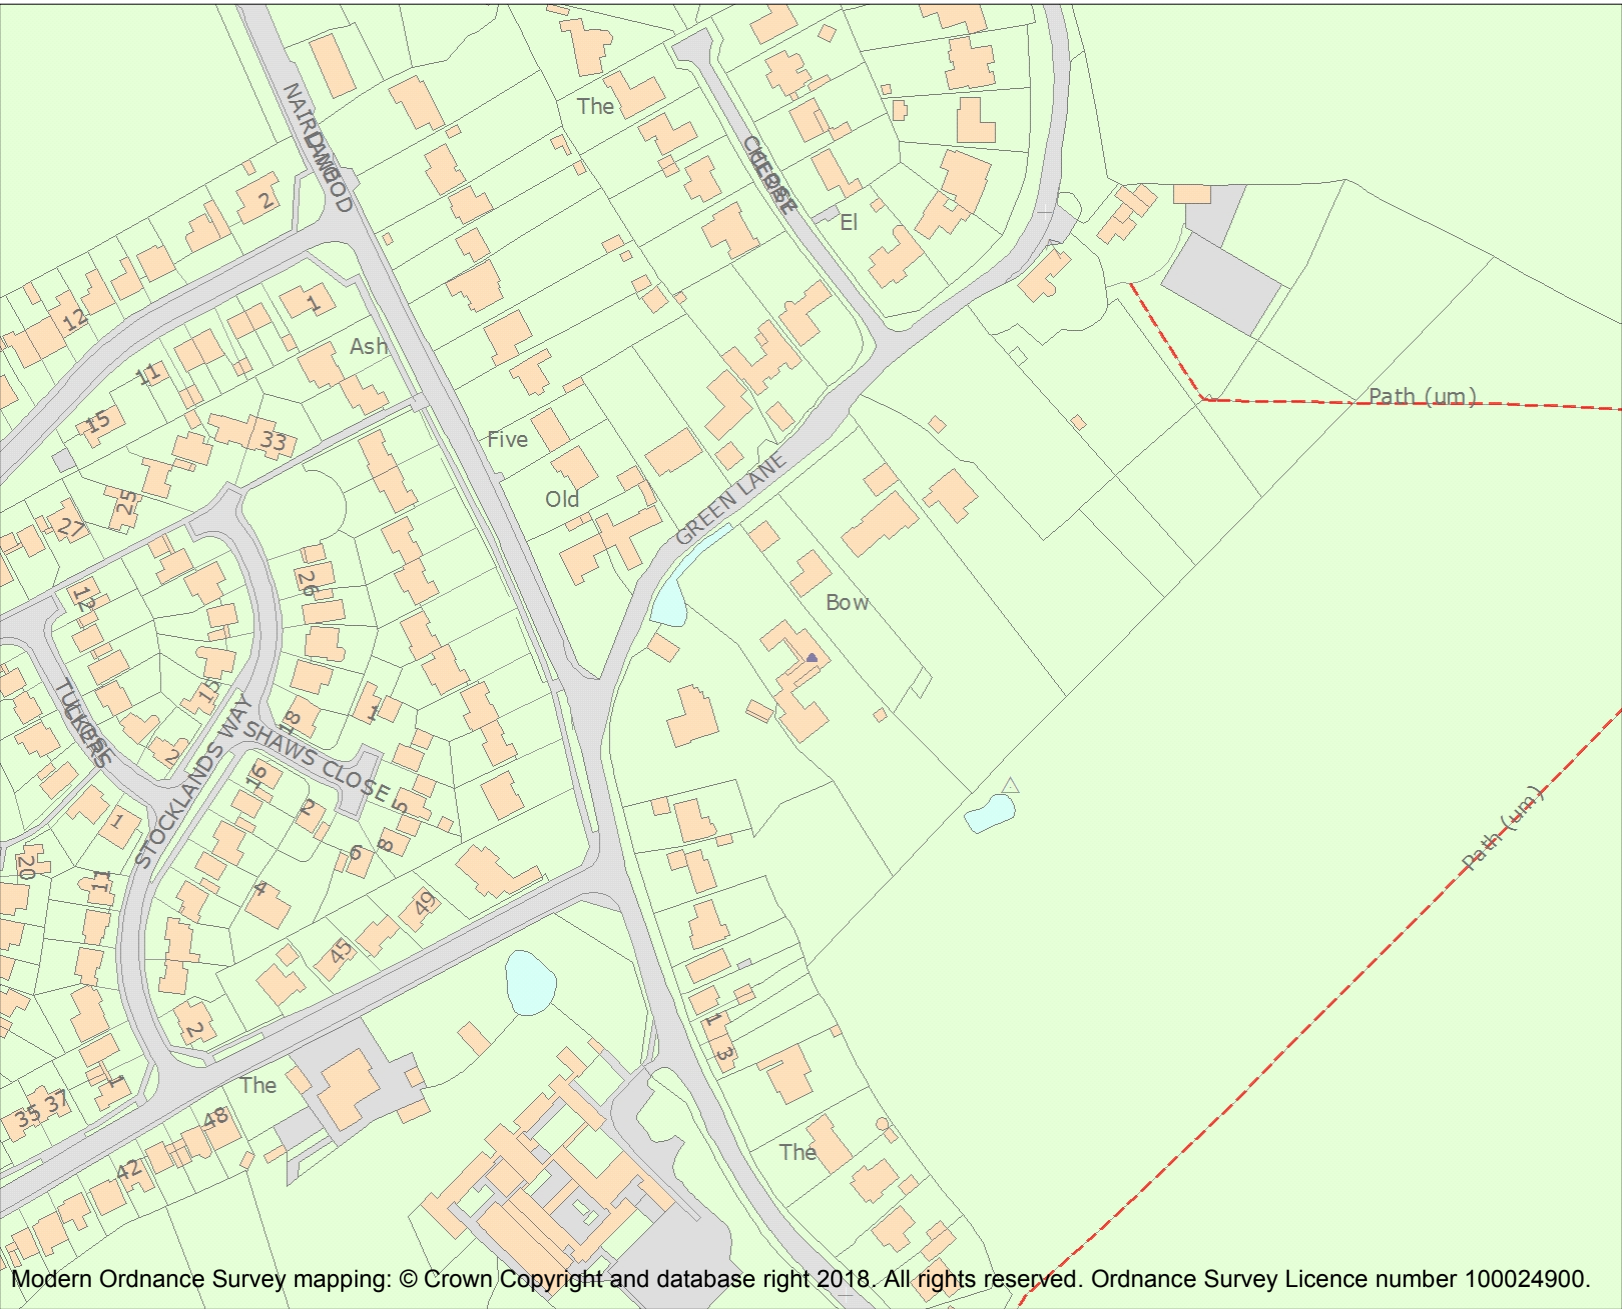 The
NAIRDWOOD
LANE
CHERRY
CLOSE
2
El
1
12
Ash
11
Path (um)
15
33
Five
25
Old
27
GREEN LANE
26
12
Bow
15
TUCKERS
CLOSE
STOCKLANDS WAY
18
1
SHAWS CLOSE
2
16
2
5
1
8
6
Path (um)
20
11
4
49
45
2
1
3
The
1
35
37
48
The
42
Modern Ordnance Survey mapping: © Crown Copyright and database right 2018. All rights reserved. Ordnance Survey Licence number 100024900.